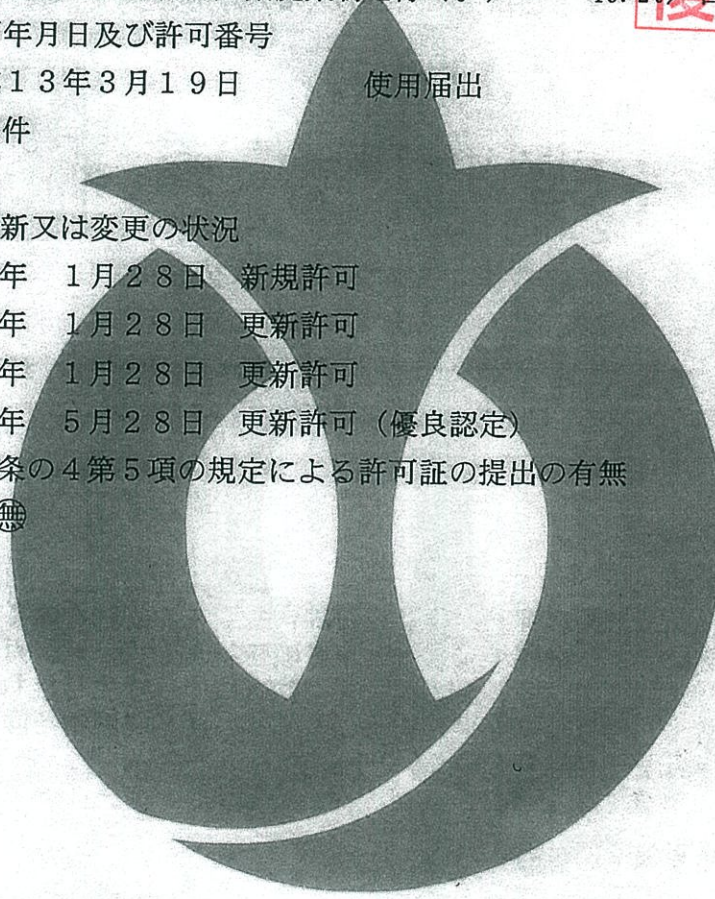 年月日及び許可番号
13年3月19日　使用届出
件
新又は変更の状況
年　1月28日　新規許可
年　1月28日　更新許可
年　1月28日　更新許可
年　5月28日　更新許可（優良認定）
条の4第5項の規定による許可証の提出の有無
㊍無